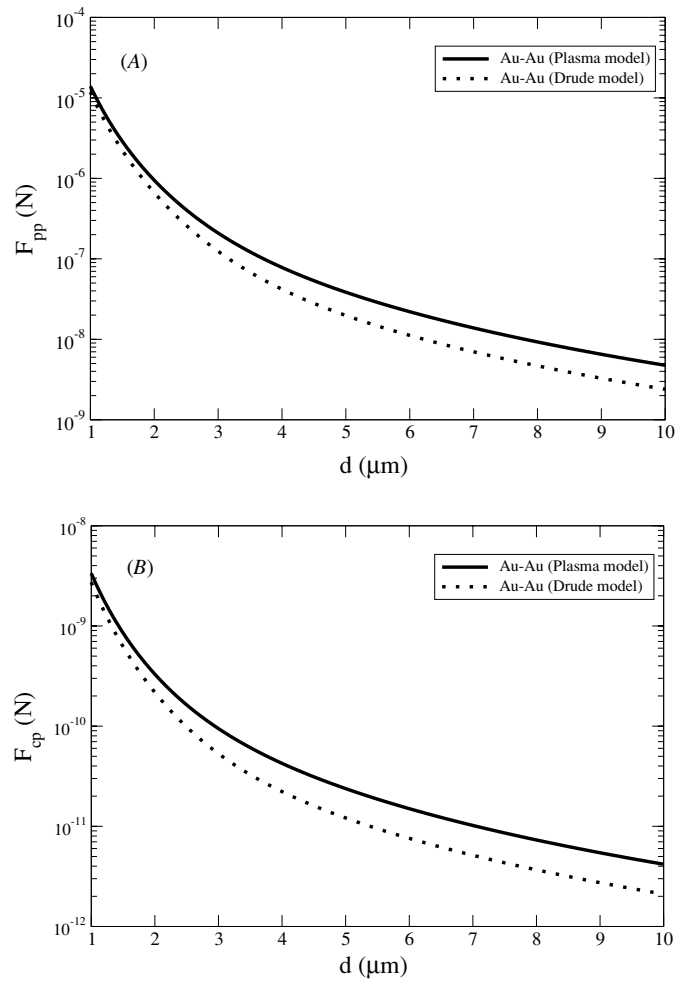 10-4
(A)
Au-Au (Plasma model)
Au-Au (Drude model)
10-5
10-6
10-7
10-8
10-9
Fpp (N)
1 2 3 4 5 6 7 8 9 10
d (μm)
10-8
(B)
Au-Au (Plasma model)
Au-Au (Drude model)
10-9
10-10
10-11
10-12
Fcp (N)
1 2 3 4 5 6 7 8 9 10
d (μm)